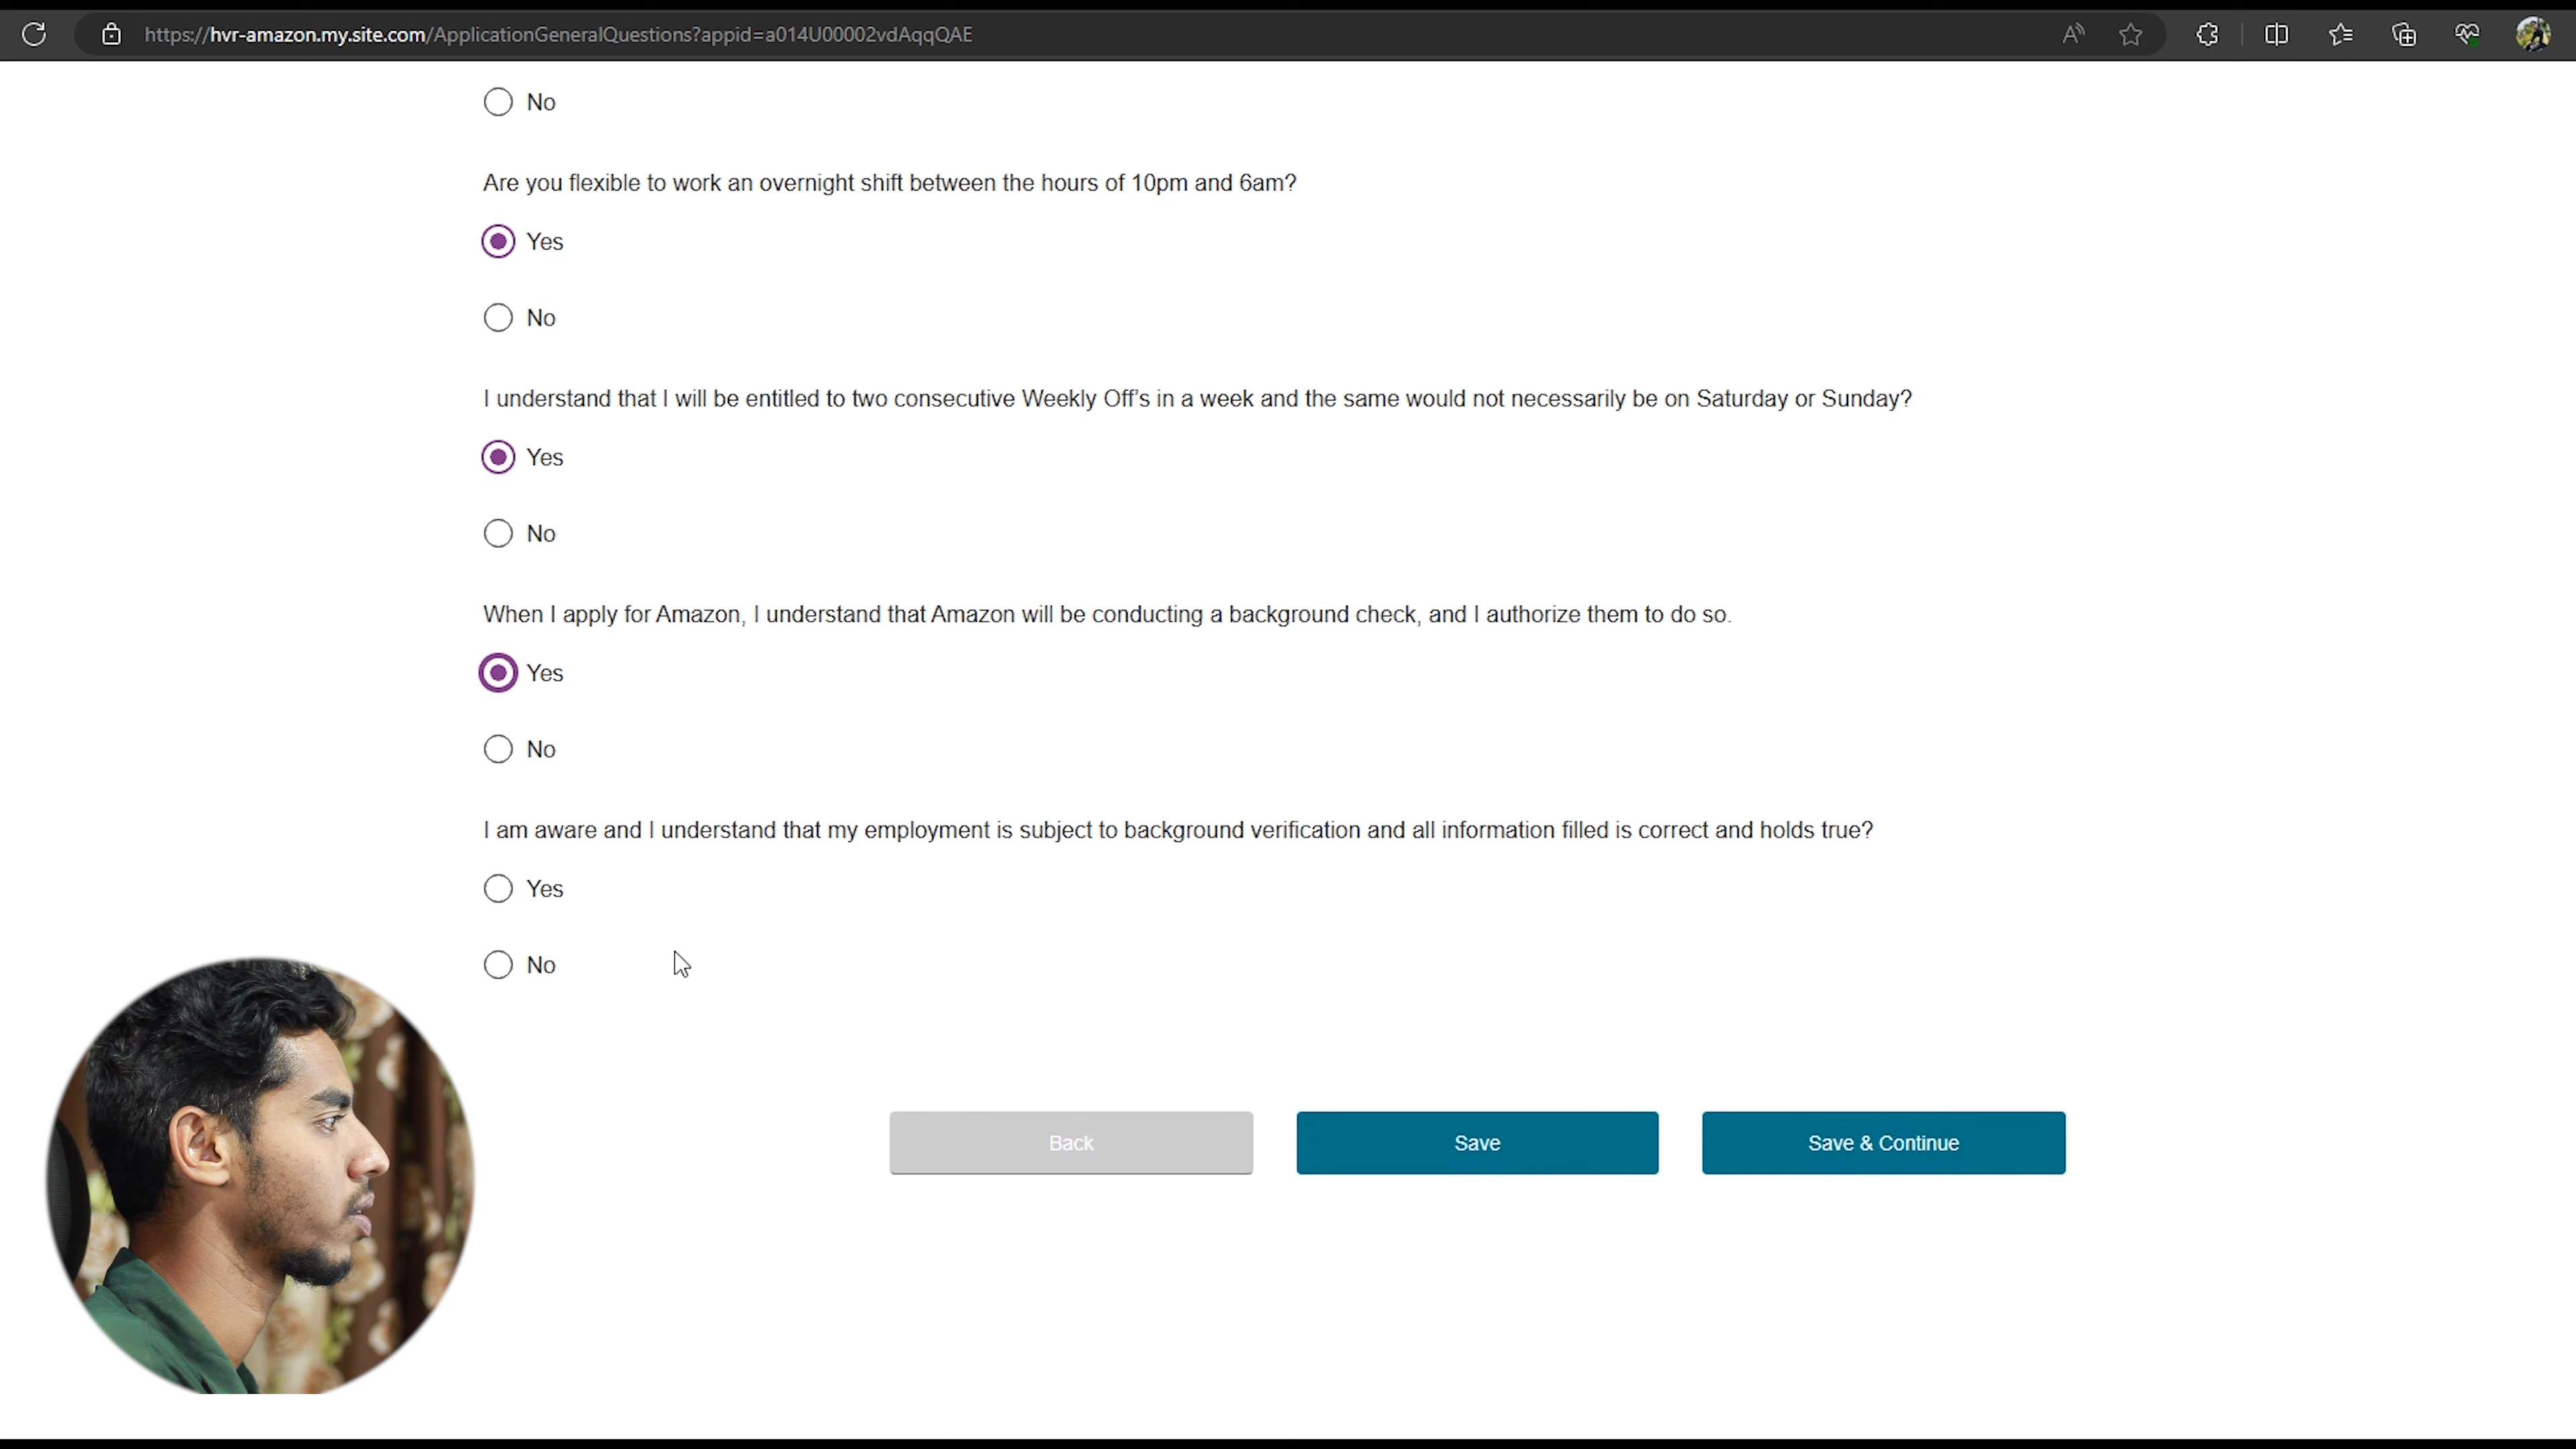 https://hvr-amazon.my.site.com/ApplicationGeneralQuestions?appid=a014U00002vdAqqQAE
No
Are you flexible to work an overnight shift between the hours of 10pm and 6am?
Yes
No
I understand that I will be entitled to two consecutive Weekly Off's in a week and the same would not necessarily be on Saturday or Sunday?
Yes
No
When I apply for Amazon, I understand that Amazon will be conducting a background check, and I authorize them to do so.
Yes
No
I am aware and I understand that my employment is subject to background verification and all information filled is correct and holds true?
Yes
No
Back Save Save & Continue